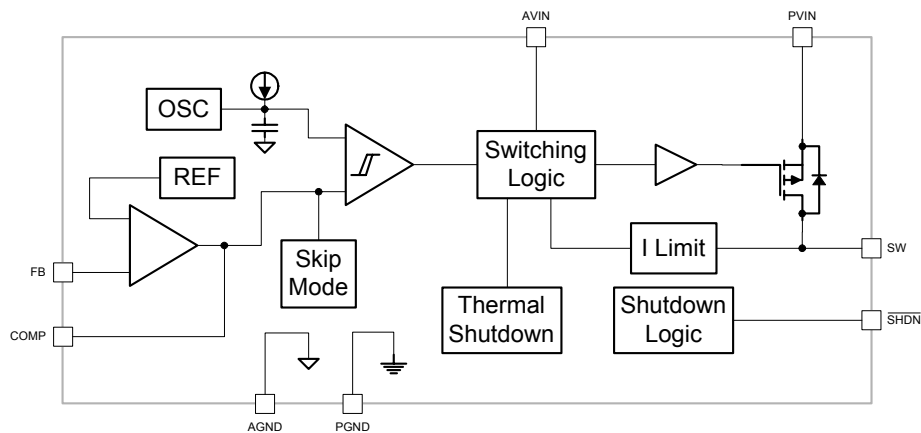 AVIN
PVIN
OSC
REF
Switching
Logic
Skip
Mode
I Limit
SW
FB
Thermal
Shutdown
Shutdown
Logic
SHDN
COMP
AGND
PGND